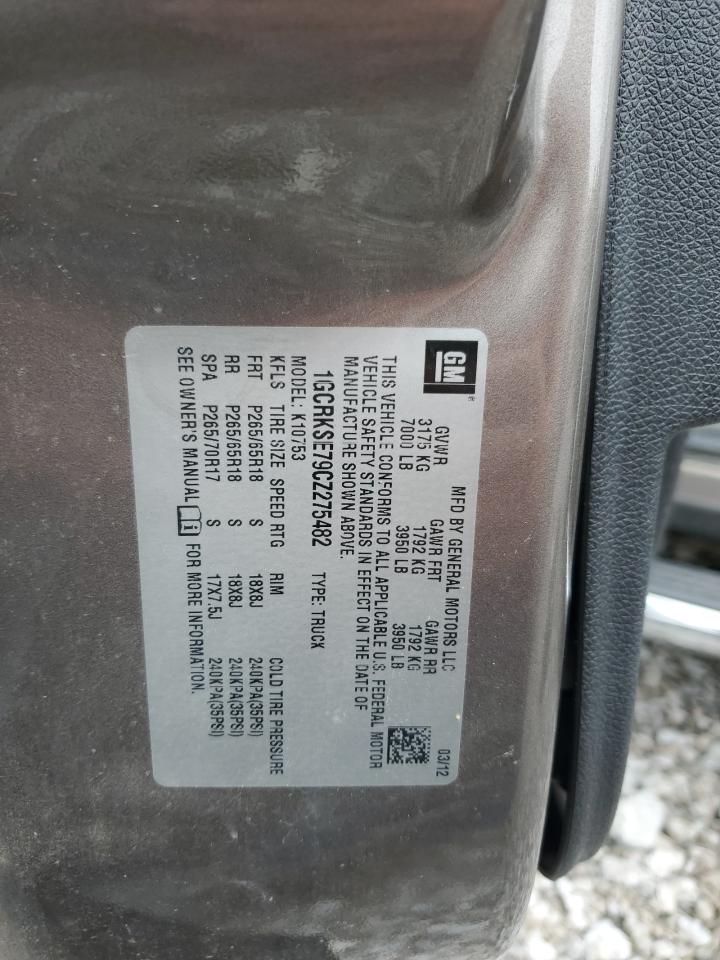 GM®
MFD BY GENERAL MOTORS LLC 03/12
GVWR GAWR FRT GAWR RR
3175 KG 1792 KG 1792 KG
7000 LB 3950 LB 3950 LB
THIS VEHICLE CONFORMS TO ALL APPLICABLE U.S. FEDERAL MOTOR
VEHICLE SAFETY STANDARDS IN EFFECT ON THE DATE OF
MANUFACTURE SHOWN ABOVE.
1GCRKSE79CZ275482 TYPE: TRUCK
MODEL: K10753
KFLS TIRE SIZE SPEED RTG RIM COLD TIRE PRESSURE
FRT P265/65R18 S 18X8J 240KPA(35PSI)
RR P265/65R18 S 18X8J 240KPA(35PSI)
SPA P265/70R17 S 17X7.5J 240KPA(35PSI)
SEE OWNER'S MANUAL i FOR MORE INFORMATION.